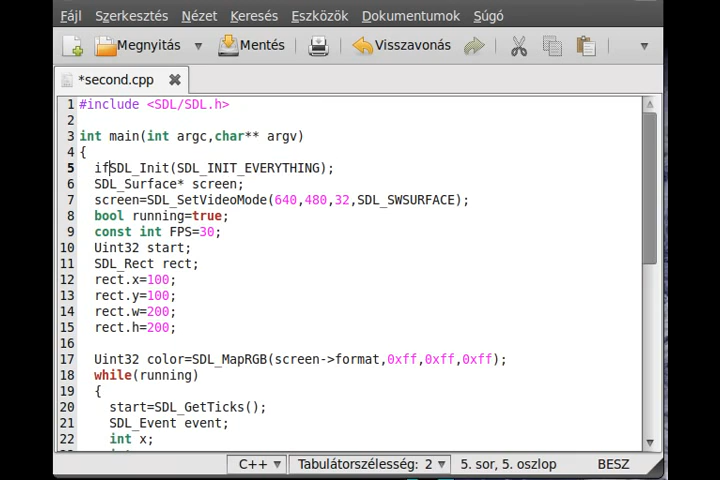 Fájl Szerkesztés Nézet Keresés Eszközök Dokumentumok Súgó
Megnyitás Mentés Visszavonás
*second.cpp
1 #include <SDL/SDL.h>
2
3 int main(int argc,char** argv)
4 {
5 ifSDL_Init(SDL_INIT_EVERYTHING);
6 SDL_Surface* screen;
7 screen=SDL_SetVideoMode(640,480,32,SDL_SWSURFACE);
8 bool running=true;
9 const int FPS=30;
10 Uint32 start;
11 SDL_Rect rect;
12 rect.x=100;
13 rect.y=100;
14 rect.w=200;
15 rect.h=200;
16
17 Uint32 color=SDL_MapRGB(screen->format,0xff,0xff,0xff);
18 while(running)
19 {
20 start=SDL_GetTicks();
21 SDL_Event event;
22 int x;
C++ Tabulátorszélesség: 2 5. sor, 5. oszlop BESZ